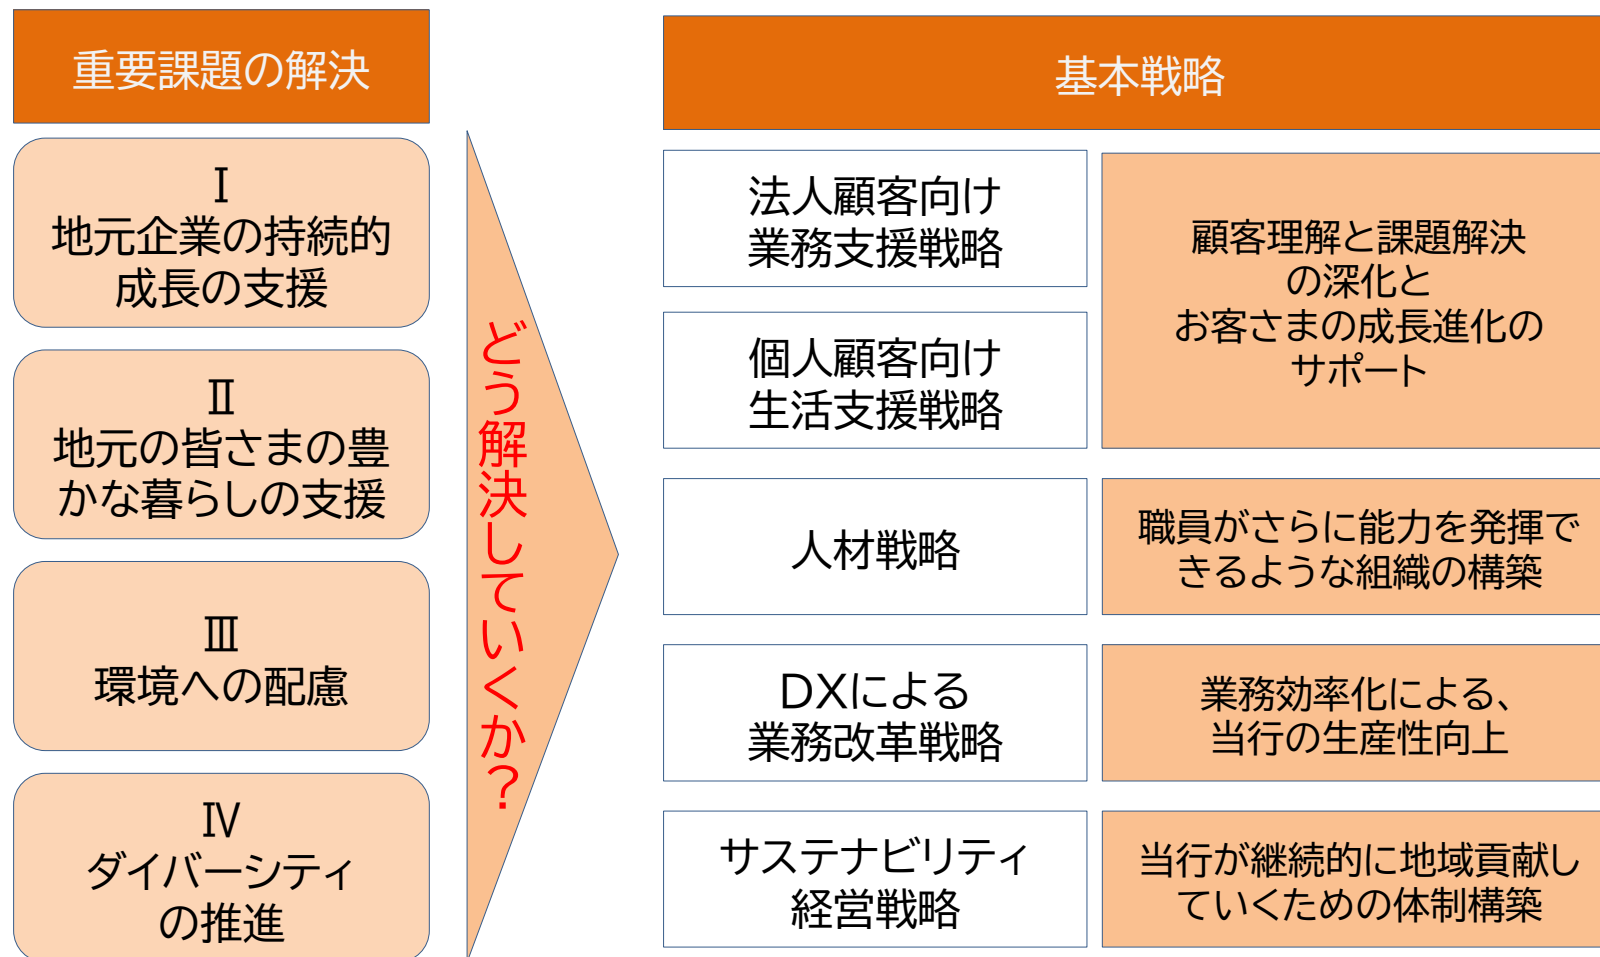 重要課題の解決
Ⅰ
地元企業の持続的
成長の支援
Ⅱ
地元の皆さまの豊
かな暮らしの支援
Ⅲ
環境への配慮
Ⅳ
ダイバーシティ
の推進
どう解決していくか？
基本戦略
法人顧客向け
業務支援戦略
個人顧客向け
生活支援戦略
顧客理解と課題解決
の深化と
お客さまの成長進化の
サポート
人材戦略
職員がさらに能力を発揮で
きるような組織の構築
DXによる
業務改革戦略
業務効率化による、
当行の生産性向上
サステナビリティ
経営戦略
当行が継続的に地域貢献し
ていくための体制構築